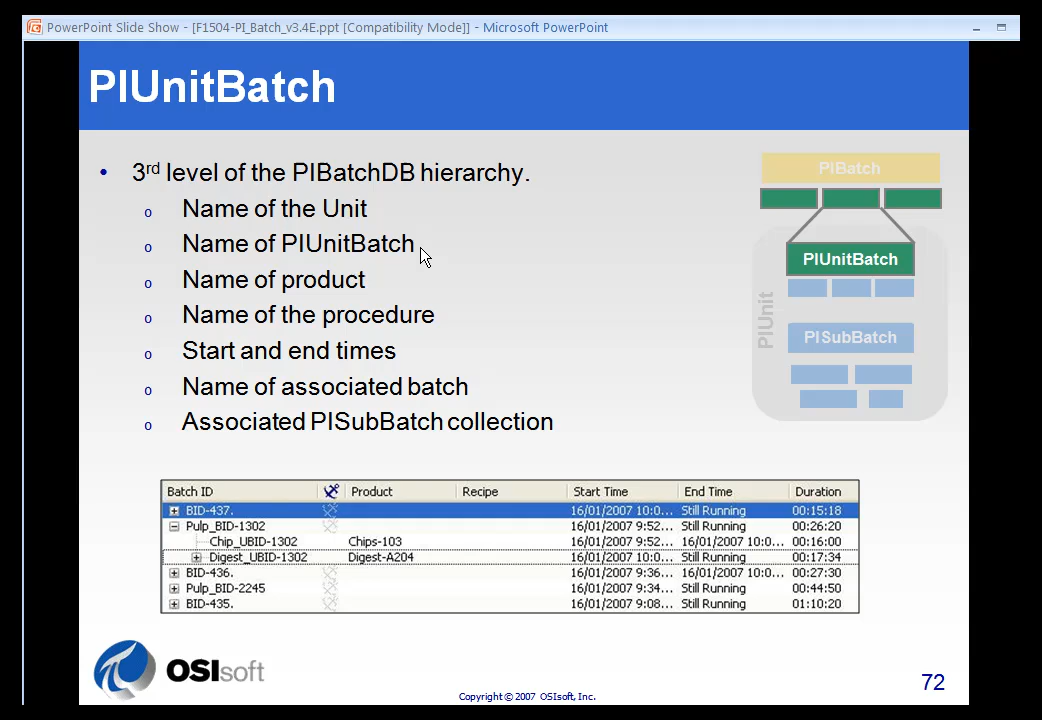 PowerPoint Slide Show - [F1504-PI_Batch_v3.4E.ppt [Compatibility Mode]] - Microsoft PowerPoint
PIUnitBatch
• 3rd level of the PIBatchDB hierarchy.
o Name of the Unit
o Name of PIUnitBatch
o Name of product
o Name of the procedure
o Start and end times
o Name of associated batch
o Associated PISubBatch collection
PIBatch
PIUnitBatch
PIUnit
PISubBatch
Batch ID Product Recipe Start Time End Time Duration
BID-437. 16/01/2007 10:0... Still Running 00:15:18
Pulp_BID-1302 16/01/2007 9:52... Still Running 00:26:20
Chip_UBID-1302 Chips-103 16/01/2007 9:52... 16/01/2007 10:0... 00:16:00
Digest_UBID-1302 Digest-A204 16/01/2007 10:0... Still Running 00:17:34
BID-436. 16/01/2007 9:36... 16/01/2007 10:0... 00:27:30
Pulp_BID-2245 16/01/2007 9:34... Still Running 00:44:50
BID-435. 16/01/2007 9:08... Still Running 01:10:20
OSIsoft
Copyright © 2007 OSIsoft, Inc.
72